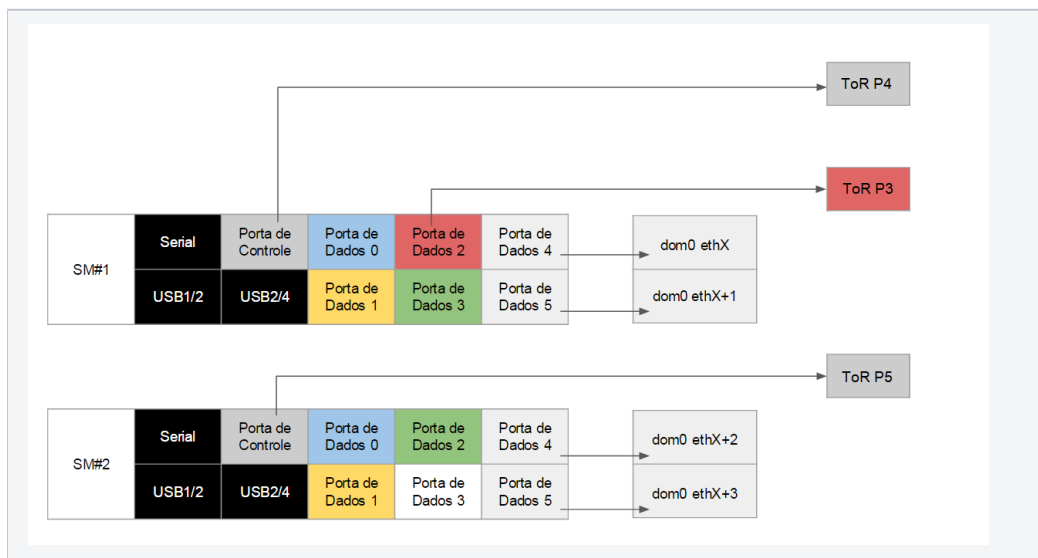 ToR P4
ToR P3
SM#1
Serial
Porta de
Controle
Porta de
Dados 0
Porta de
Dados 2
Porta de
Dados 4
dom0 ethX
USB1/2
USB2/4
Porta de
Dados 1
Porta de
Dados 3
Porta de
Dados 5
dom0 ethX+1
ToR P5
SM#2
Serial
Porta de
Controle
Porta de
Dados 0
Porta de
Dados 2
Porta de
Dados 4
dom0 ethX+2
USB1/2
USB2/4
Porta de
Dados 1
Porta de
Dados 3
Porta de
Dados 5
dom0 ethX+3